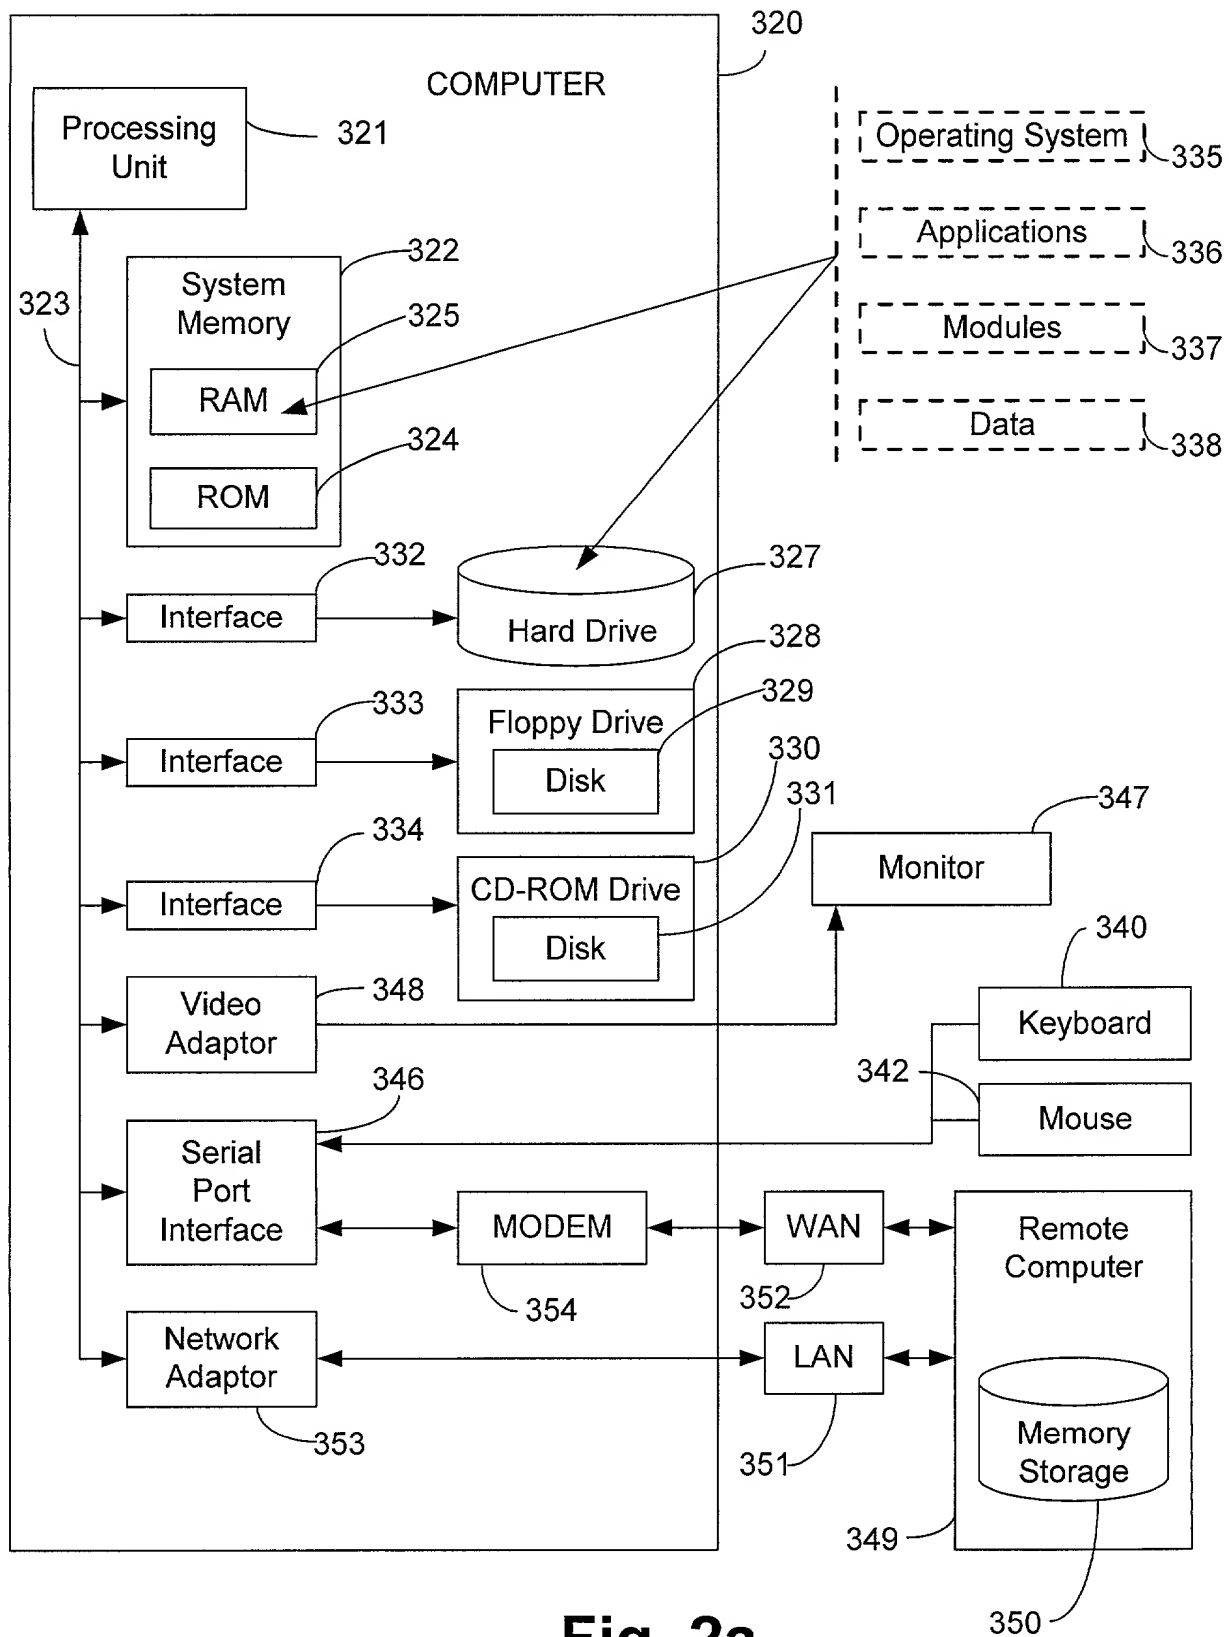 320
COMPUTER
Processing
Unit
321
Operating System
335
Applications
336
Modules
337
Data
338
323
System
Memory
322
RAM
325
ROM
324
Interface
332
Hard Drive
327
Interface
333
Floppy Drive
328
Disk
329
Interface
334
CD-ROM Drive
330
Disk
331
Monitor
347
Video
Adaptor
348
Keyboard
340
Mouse
342
Serial
Port
Interface
346
MODEM
354
WAN
352
Remote
Computer
349
Network
Adaptor
353
LAN
351
Memory
Storage
350
Fig. 2a